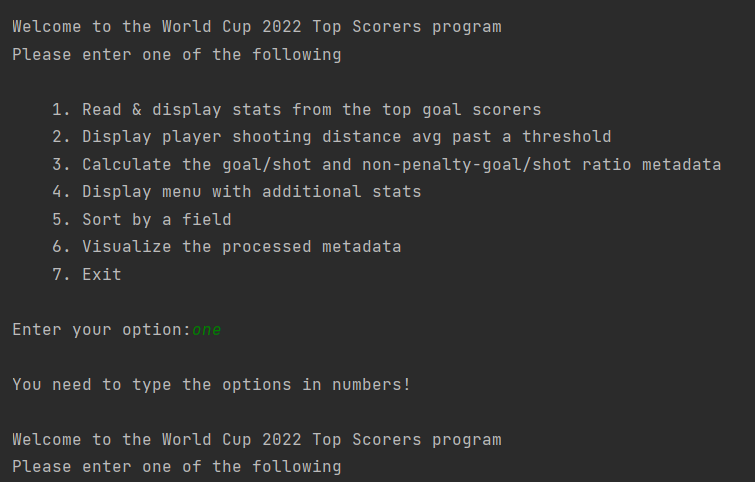 Welcome to the World Cup 2022 Top Scorers program
Please enter one of the following
1. Read & display stats from the top goal scorers
2. Display player shooting distance avg past a threshold
3. Calculate the goal/shot and non-penalty-goal/shot ratio metadata
4. Display menu with additional stats
5. Sort by a field
6. Visualize the processed metadata
7. Exit
Enter your option:one
You need to type the options in numbers!
Welcome to the World Cup 2022 Top Scorers program
Please enter one of the following